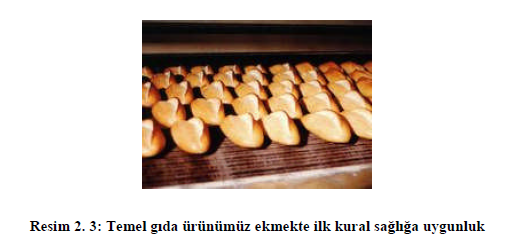 Resim 2. 3: Temel gıda ürünümüz ekmekte ilk kural sağlığa uygunluk